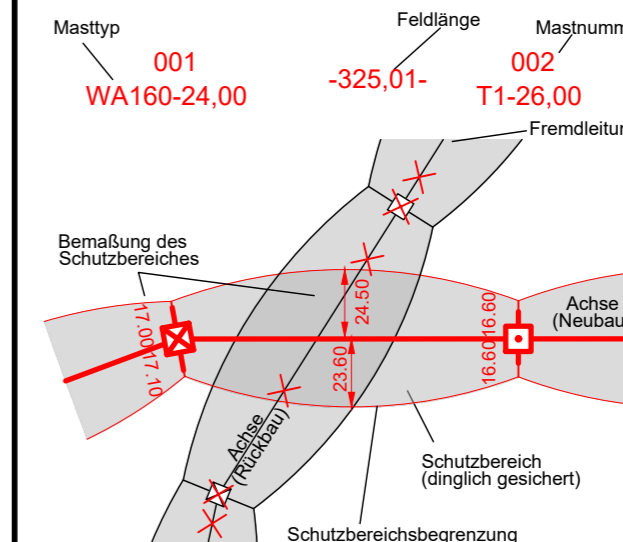 Masttyp
Feldlänge
Mastnumm
001
WA160-24,00
-325,01-
002
T1-26,00
Fremdleitu
Bemaßung des
Schutzbereiches
17.00
17.10
24.50
23.60
16.60
16.60
Achse
(Neubau
Achse
(Rückbau)
Schutzbereich
(dinglich gesichert)
Schutzbereichsbegrenzung